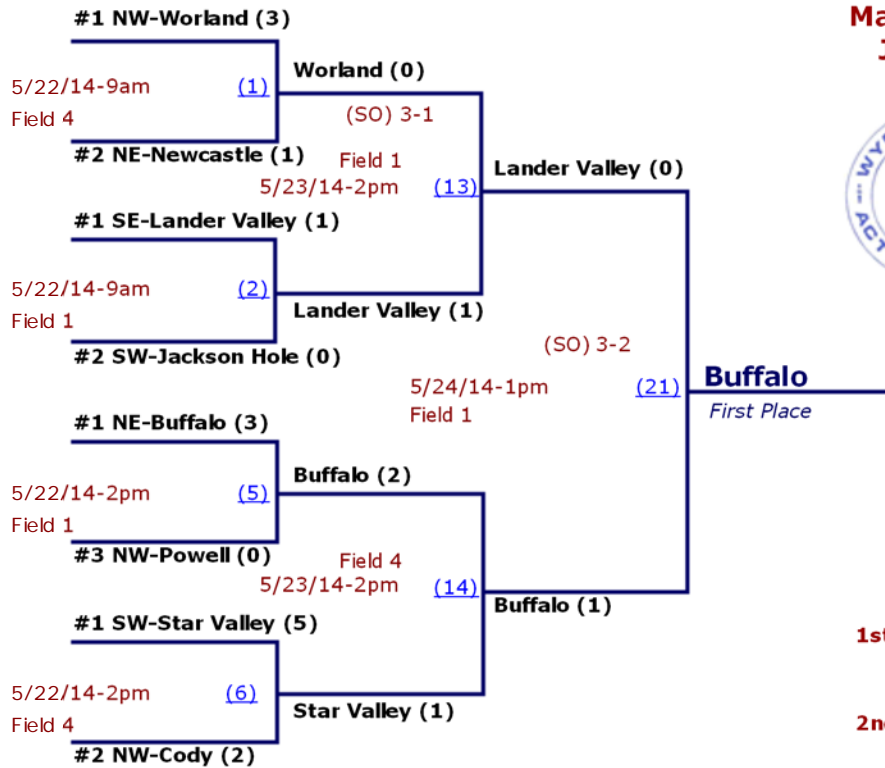 #1 NW-Worland (3)
Ma
5/22/14-9am
(1)
Worland (0)
Field 4
(SO) 3-1
#2 NE-Newcastle (1)
Field 1
5/23/14-2pm
(13)
Lander Valley (0)
#1 SE-Lander Valley (1)
5/22/14-9am
(2)
Field 1
Lander Valley (1)
#2 SW-Jackson Hole (0)
(SO) 3-2
5/24/14-1pm
(21)
Buffalo
Field 1
First Place
#1 NE-Buffalo (3)
5/22/14-2pm
(5)
Buffalo (2)
Field 1
#3 NW-Powell (0)
Field 4
5/23/14-2pm
(14)
Buffalo (1)
#1 SW-Star Valley (5)
1st
5/22/14-2pm
(6)
Star Valley (1)
Field 4
#2 NW-Cody (2)
WY
ACT